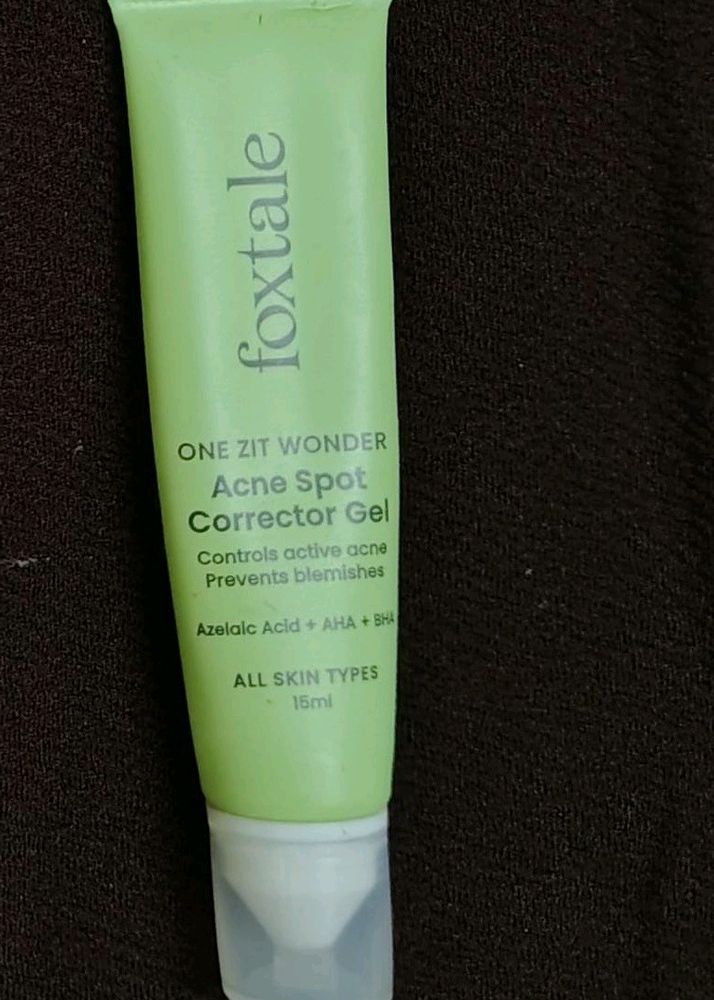 foxtale
ONE ZIT WONDER
Acne Spot
Corrector Gel
Controls active acne
Prevents blemishes
Azelaic Acid + AHA + BHA
ALL SKIN TYPES
15ml